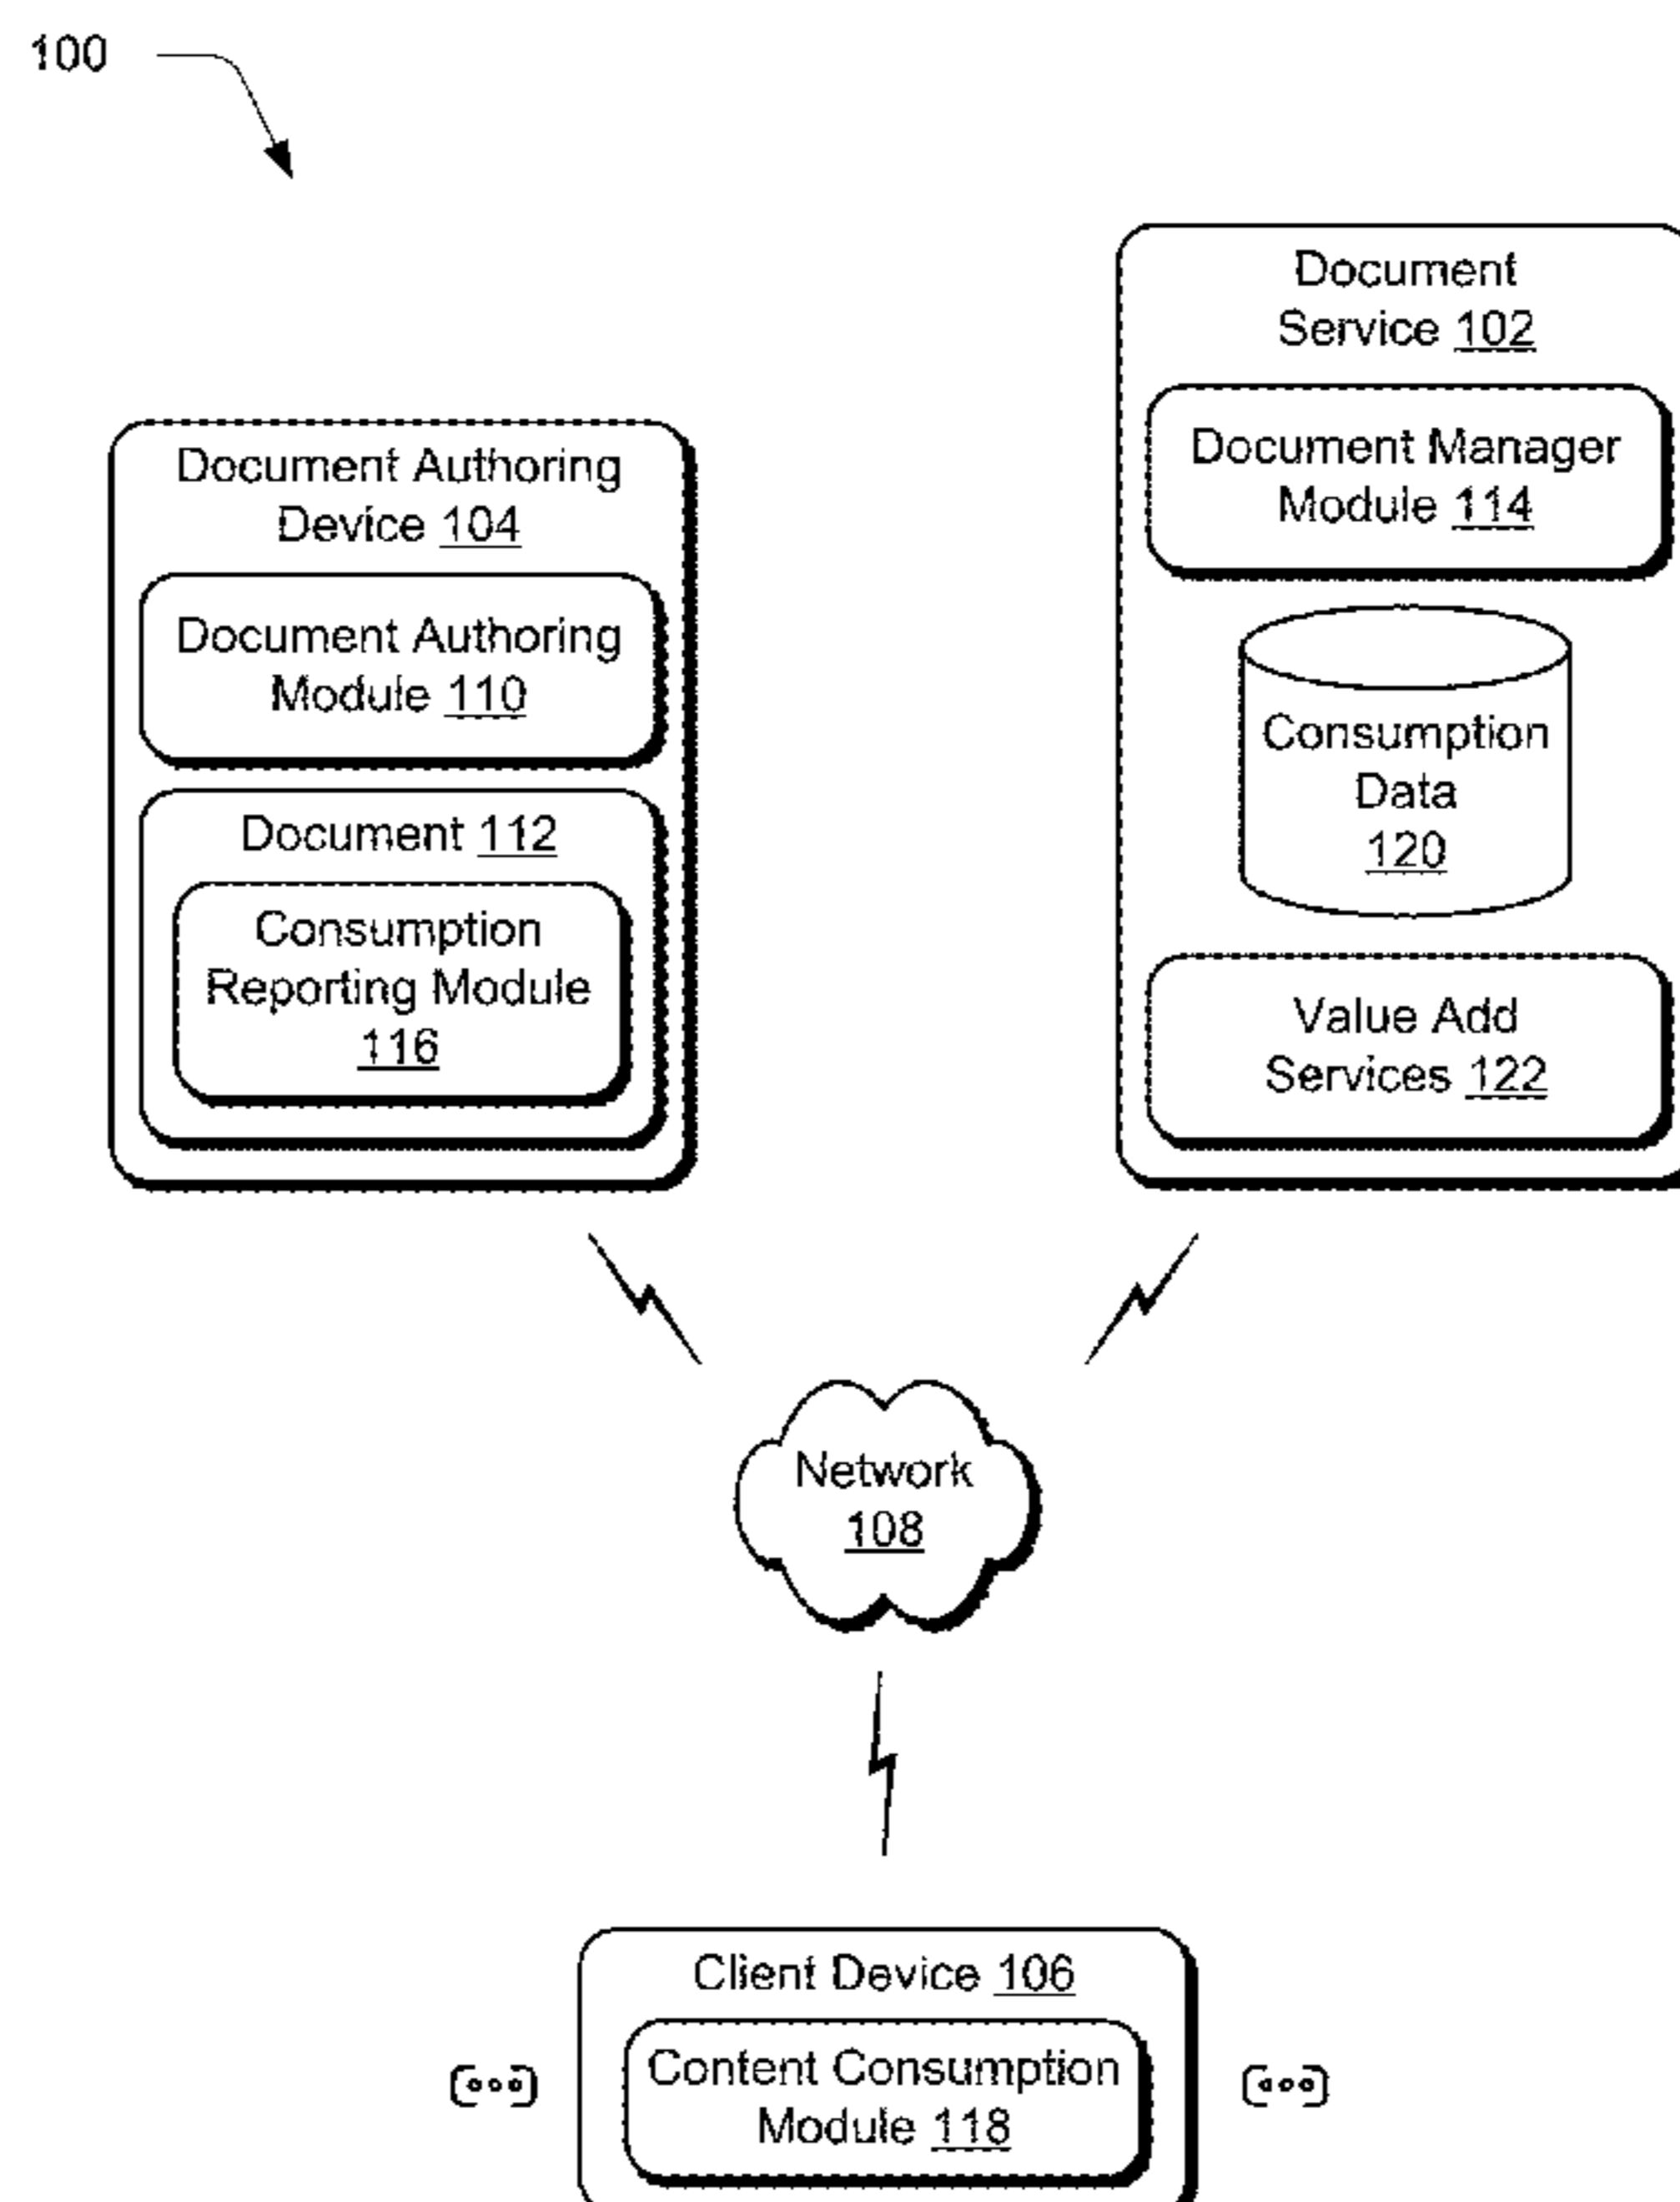 100
Document
Service 102
Document Manager
Module 114
Consumption
Data
120
Value Add
Services 122
Document Authoring
Device 104
Document Authoring
Module 110
Document 112
Consumption
Reporting Module
116
Network
108
Client Device 106
Content Consumption
Module 118